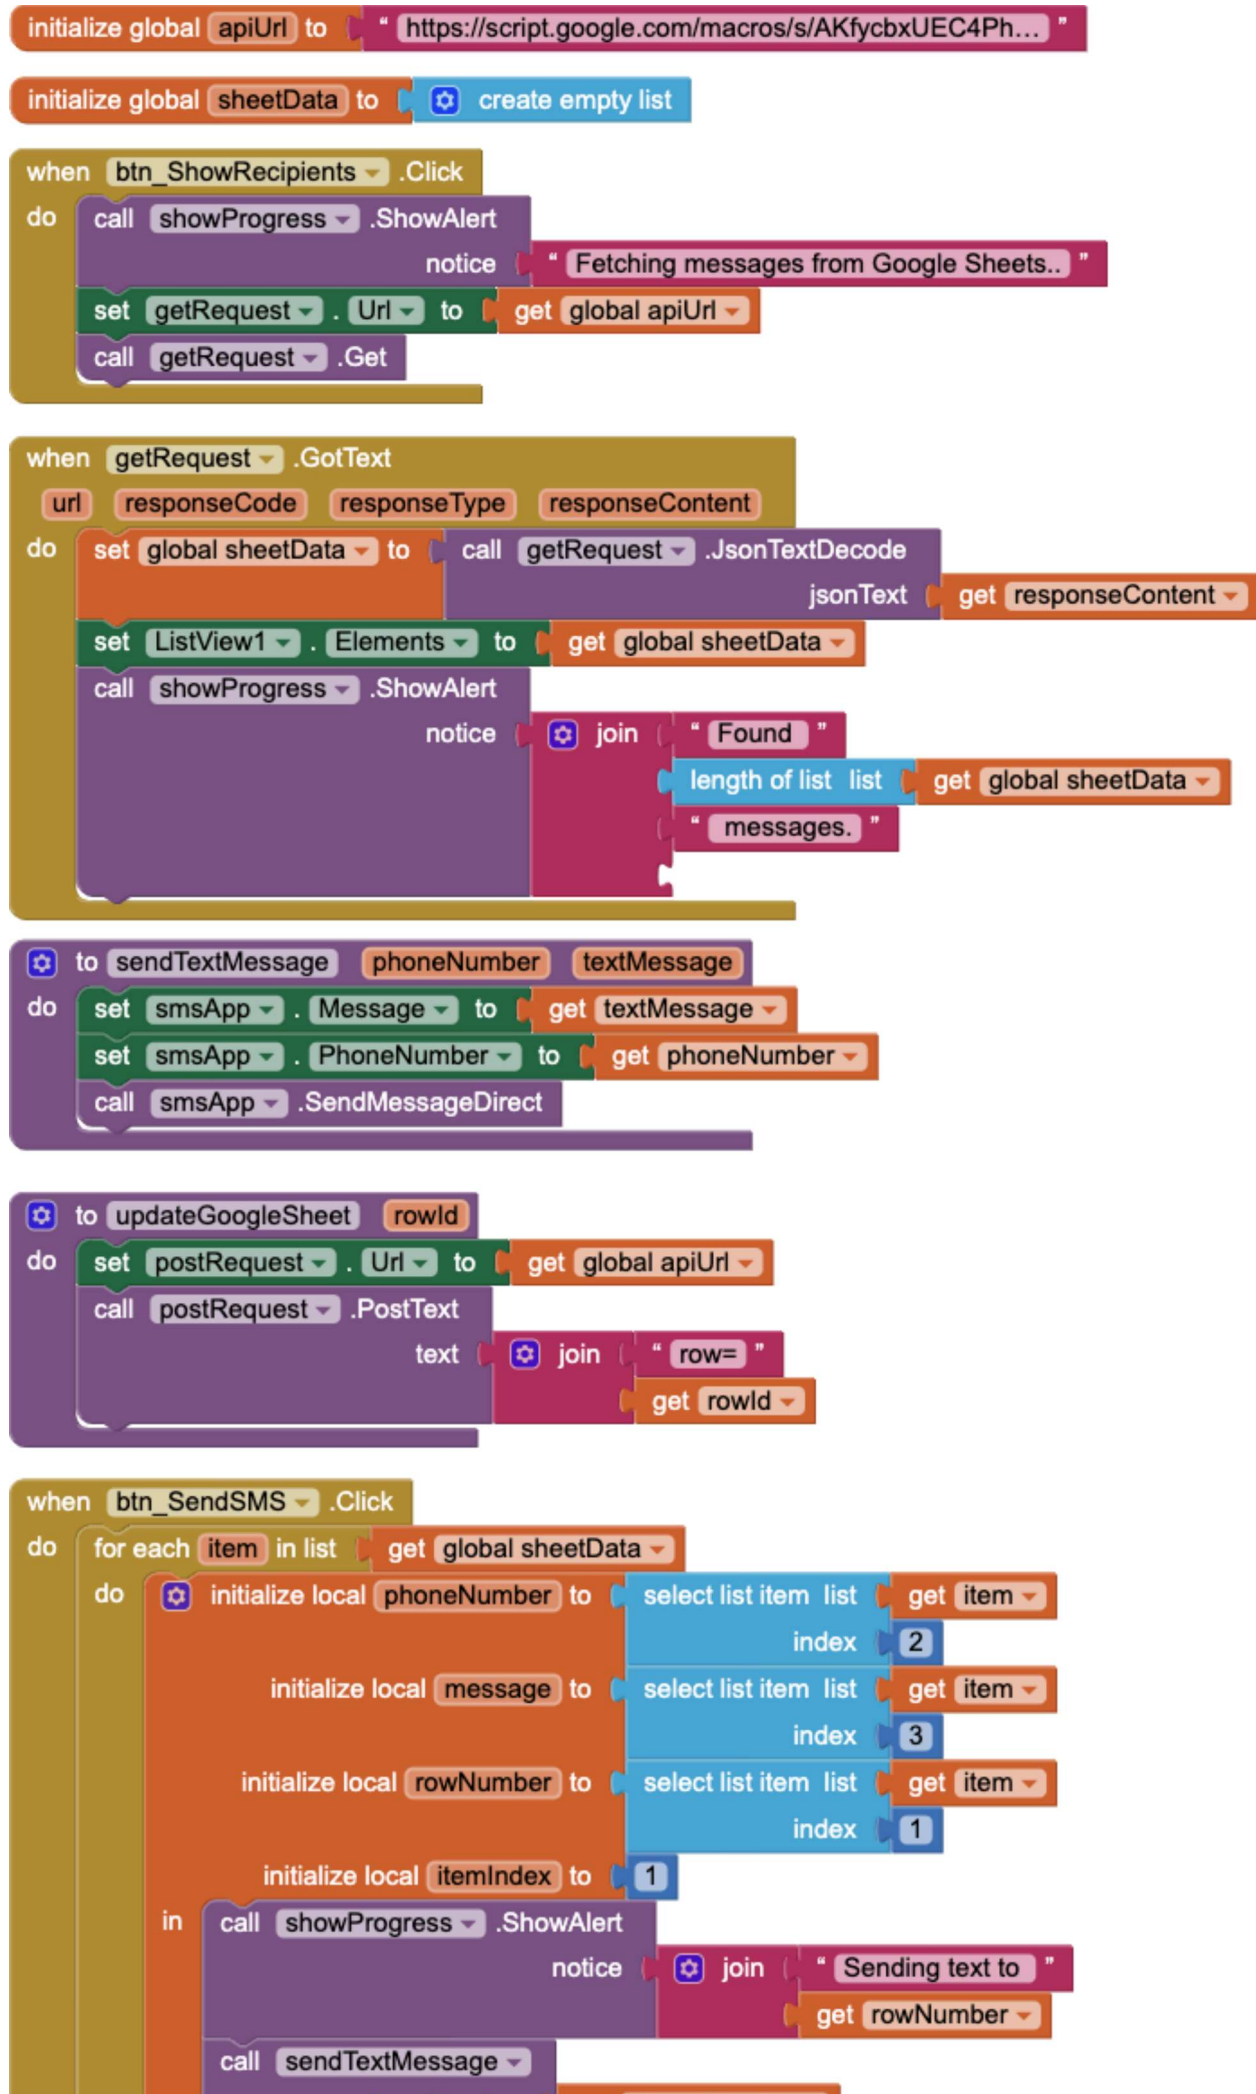 initialize global apiUrl to " https://script.google.com/macros/s/AKfycbxUEC4Ph... "
initialize global sheetData to create empty list
when btn_ShowRecipients .Click
do call showProgress .ShowAlert
notice " Fetching messages from Google Sheets.. "
set getRequest . Url to get global apiUrl
call getRequest .Get
when getRequest .GotText
url responseCode responseType responseContent
do set global sheetData to call getRequest .JsonTextDecode
jsonText get responseContent
set ListView1 . Elements to get global sheetData
call showProgress .ShowAlert
notice join " Found "
length of list list get global sheetData
" messages. "
to sendTextMessage phoneNumber textMessage
do set smsApp . Message to get textMessage
set smsApp . PhoneNumber to get phoneNumber
call smsApp .SendMessageDirect
to updateGoogleSheet rowId
do set postRequest . Url to get global apiUrl
call postRequest .PostText
text join " row= "
get rowId
when btn_SendSMS .Click
do for each item in list get global sheetData
do initialize local phoneNumber to select list item list get item
index 2
initialize local message to select list item list get item
index 3
initialize local rowNumber to select list item list get item
index 1
initialize local itemIndex to 1
in call showProgress .ShowAlert
notice join " Sending text to "
get rowNumber
call sendTextMessage